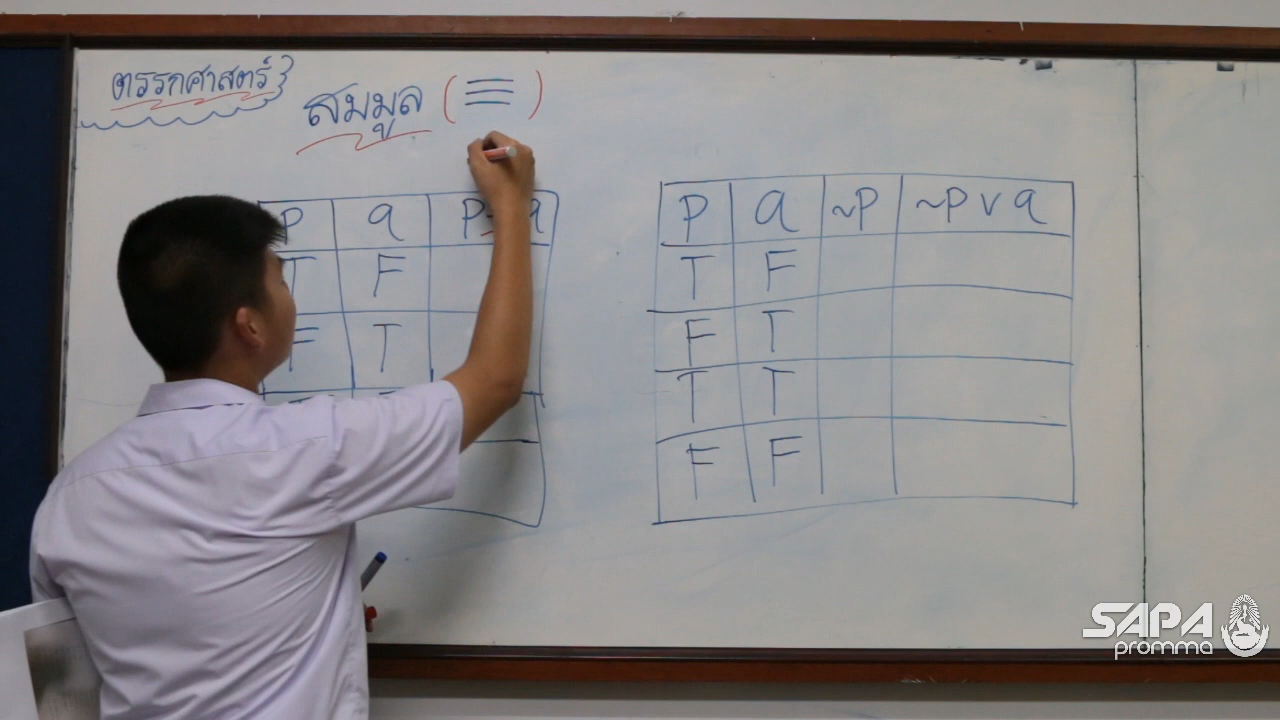 ตรรกศาสตร์
สมมูล (≡)
P q
T F
F T
P q ~P ~P ∨ q
T F
F T
T T
F F
SAPA
promma